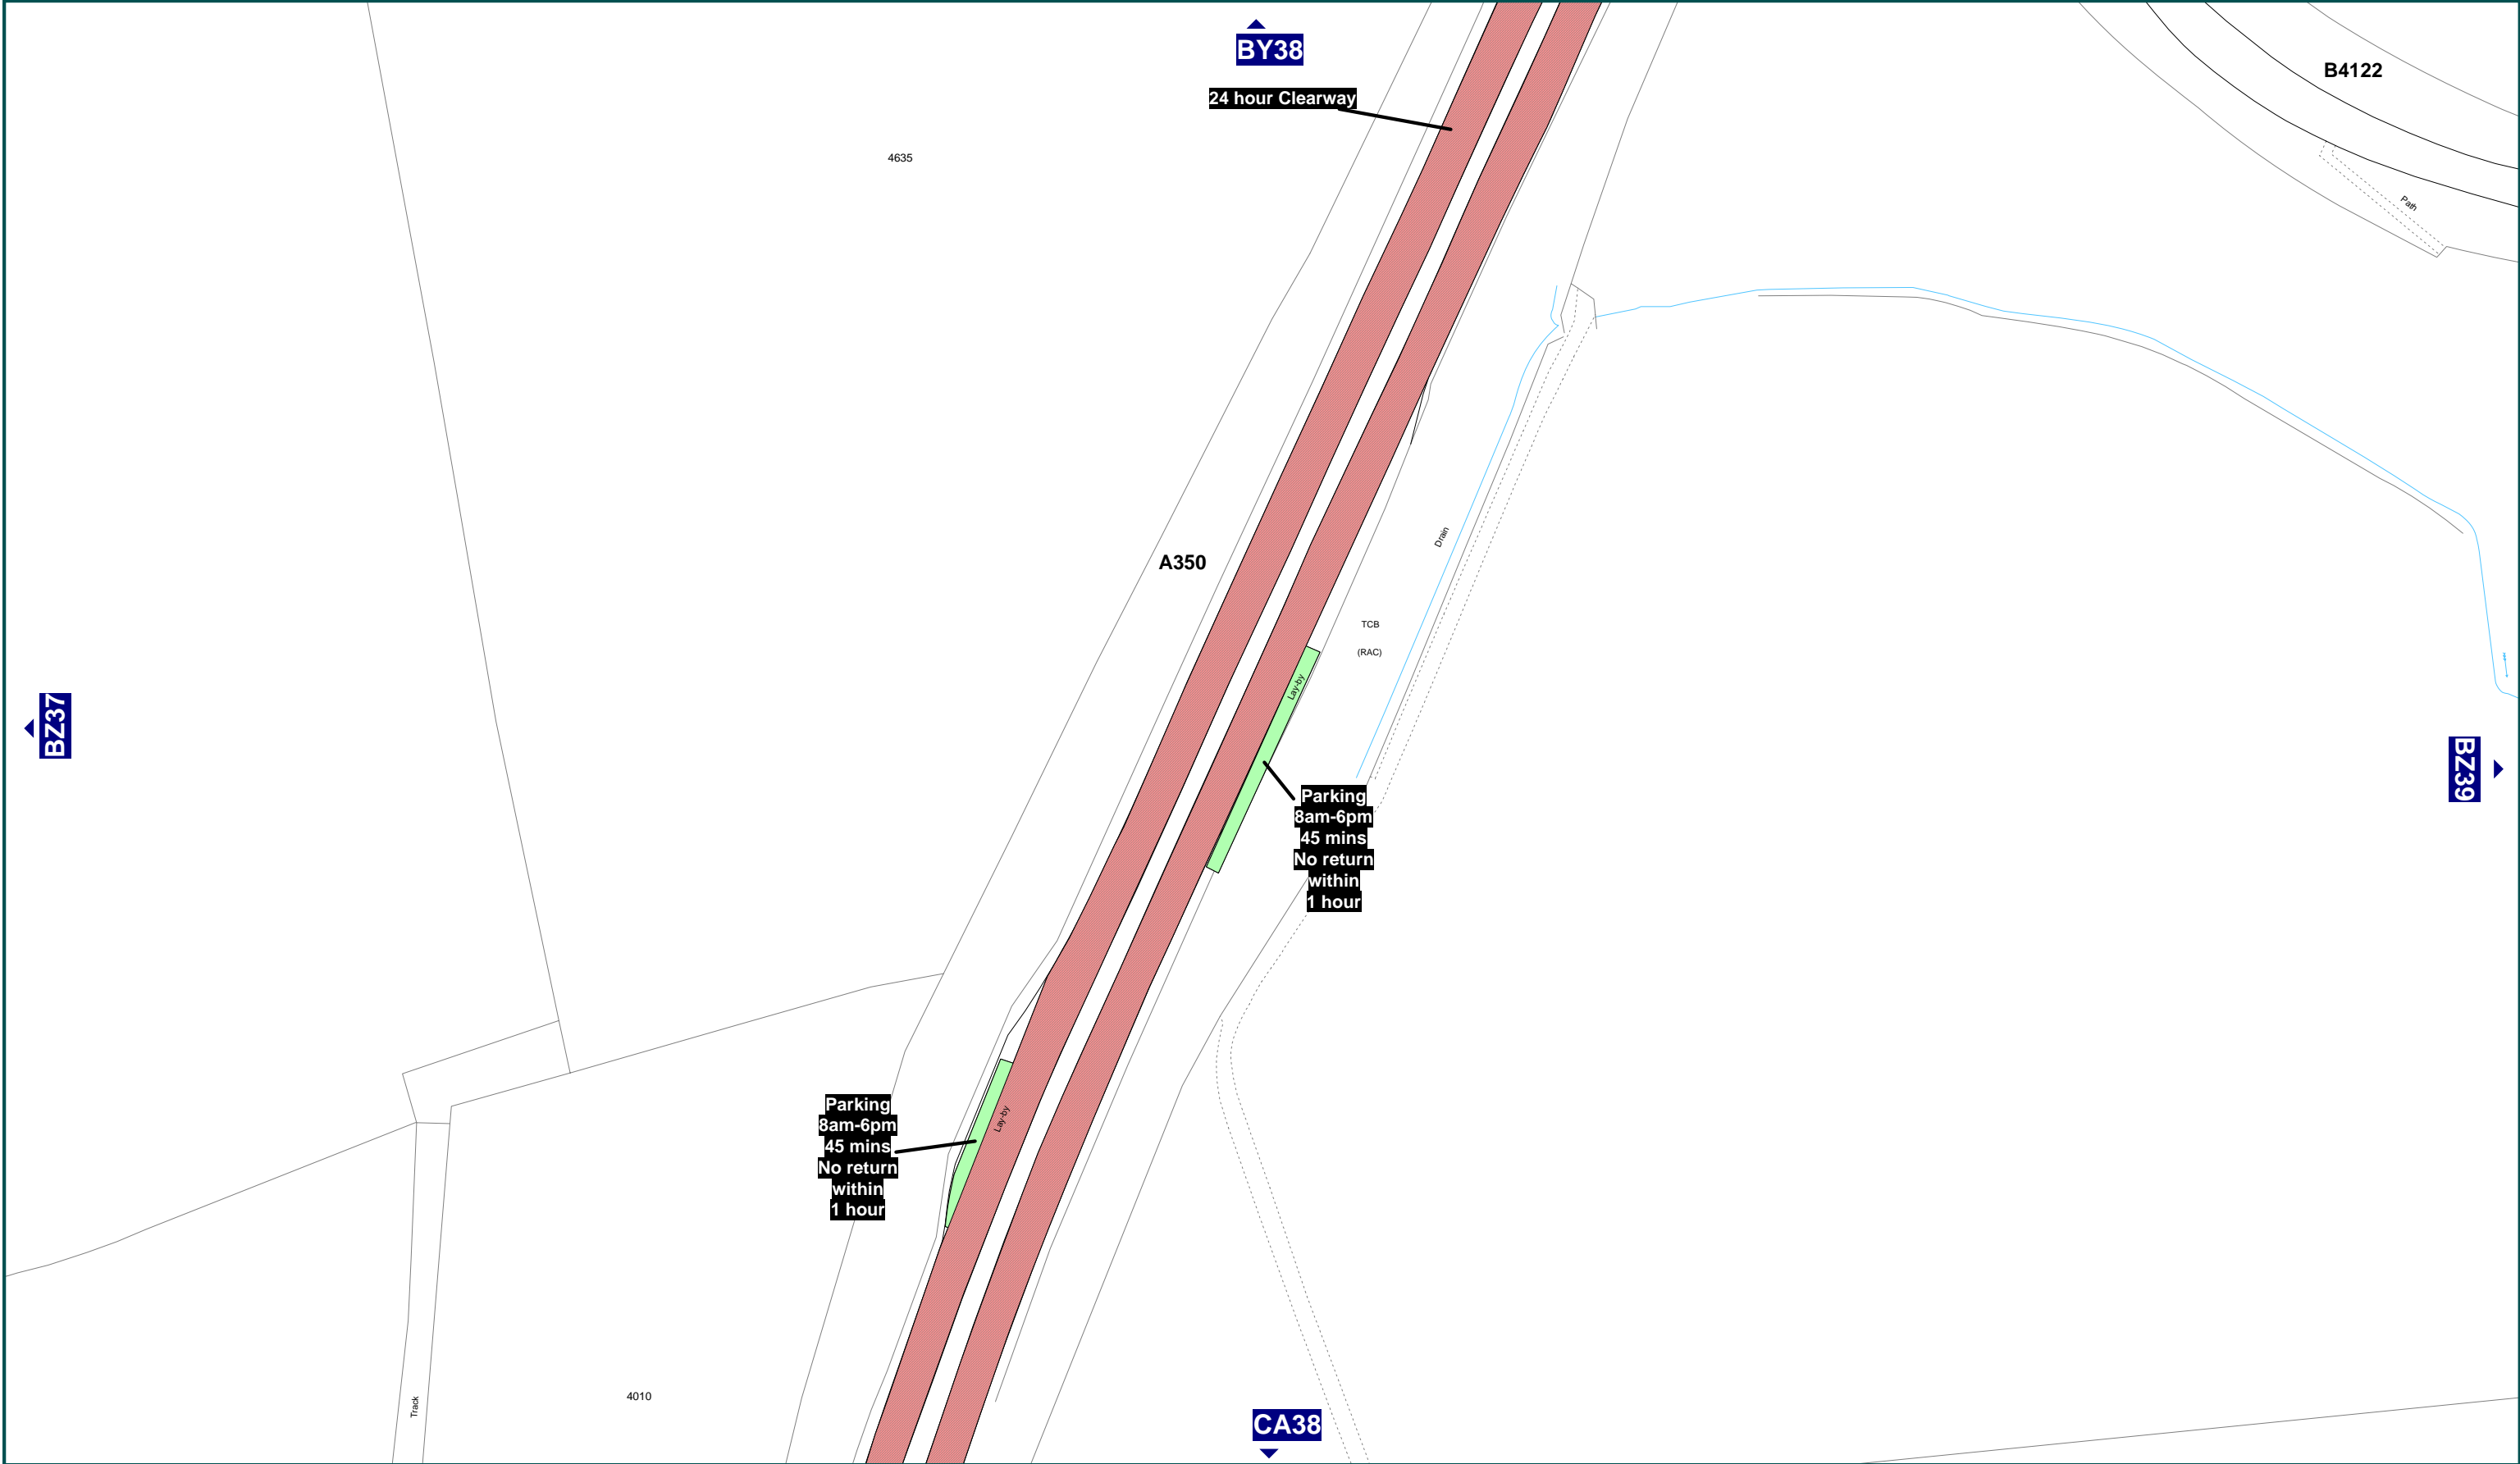 BY38
B4122
24 hour Clearway
4635
Path
Drain
A350
TCB
(RAC)
Lay-by
BZ37
BZ39
Parking
8am-6pm
45 mins
No return
within
1 hour
Parking
8am-6pm
45 mins
No return
within
1 hour
Lay-by
4010
Track
CA38